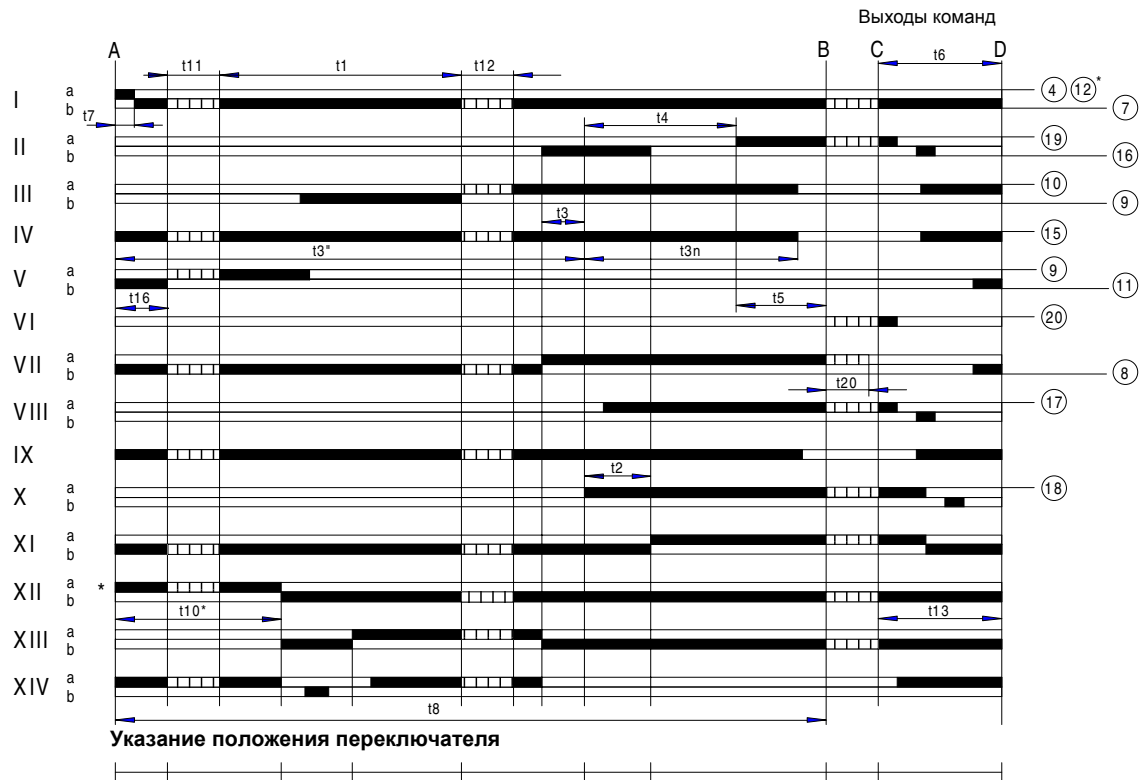 Выходы команд
A B C D
t11 t1 t12 t6
I a 4 12*
b 7
t7
t4
II a 19
b 16
III a 10
b 9
t3
IV 15
t3" t3n
V a 9
b 11
t16 t5
VI 20
VII a
b 8
t20
VIII a 17
b
IX
t2
X a 18
b
XI a
b
XII a *
b
t10* t13
XIII a
b
XIV a
b
t8
Указание положения переключателя